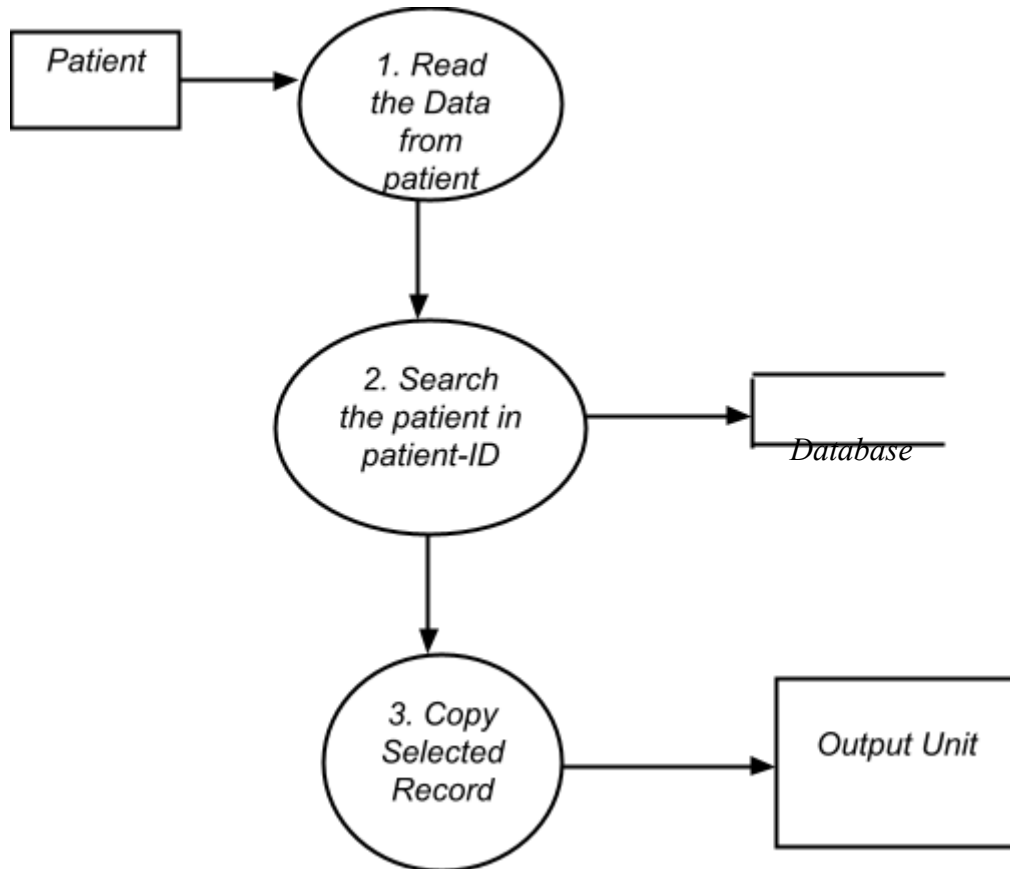 Patient
1. Read
the Data
from
patient
2. Search
the patient in
patient-ID
Database
3. Copy
Selected
Record
Output Unit